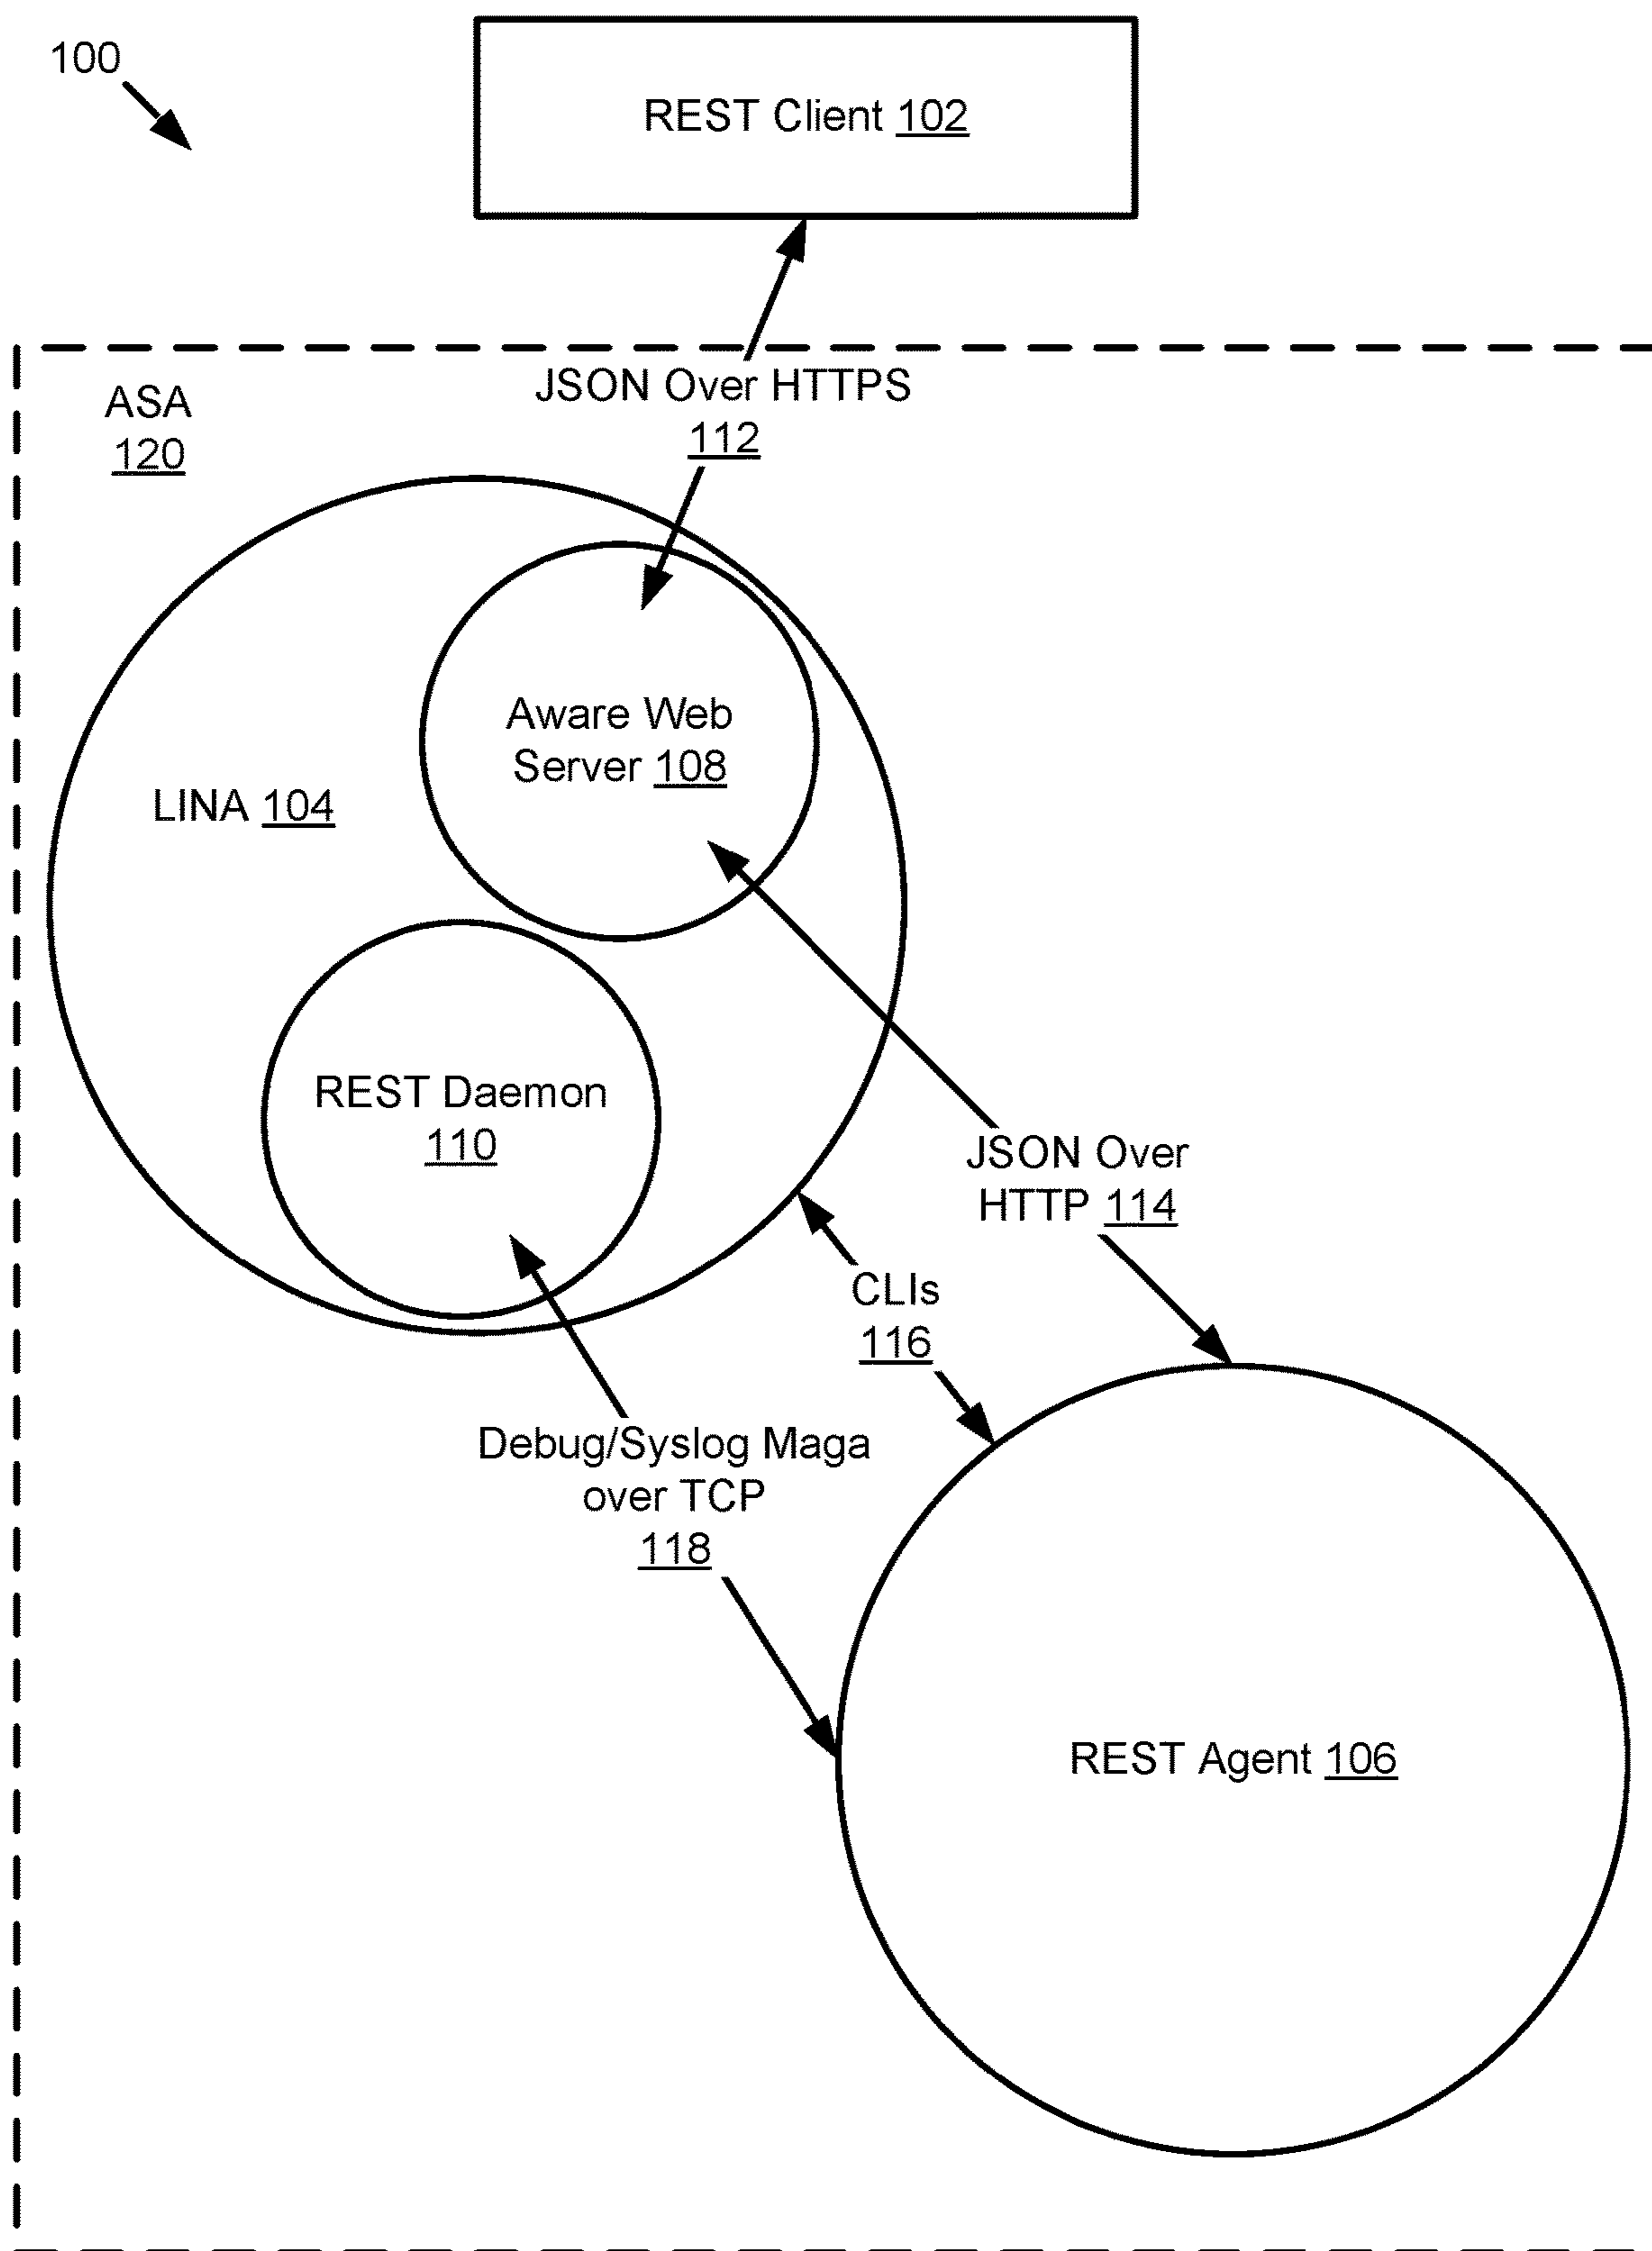 100
REST Client 102
ASA
120
JSON Over HTTPS
112
Aware Web
Server 108
LINA 104
REST Daemon
110
JSON Over
HTTP 114
CLIs
116
Debug/Syslog Maga
over TCP
118
REST Agent 106